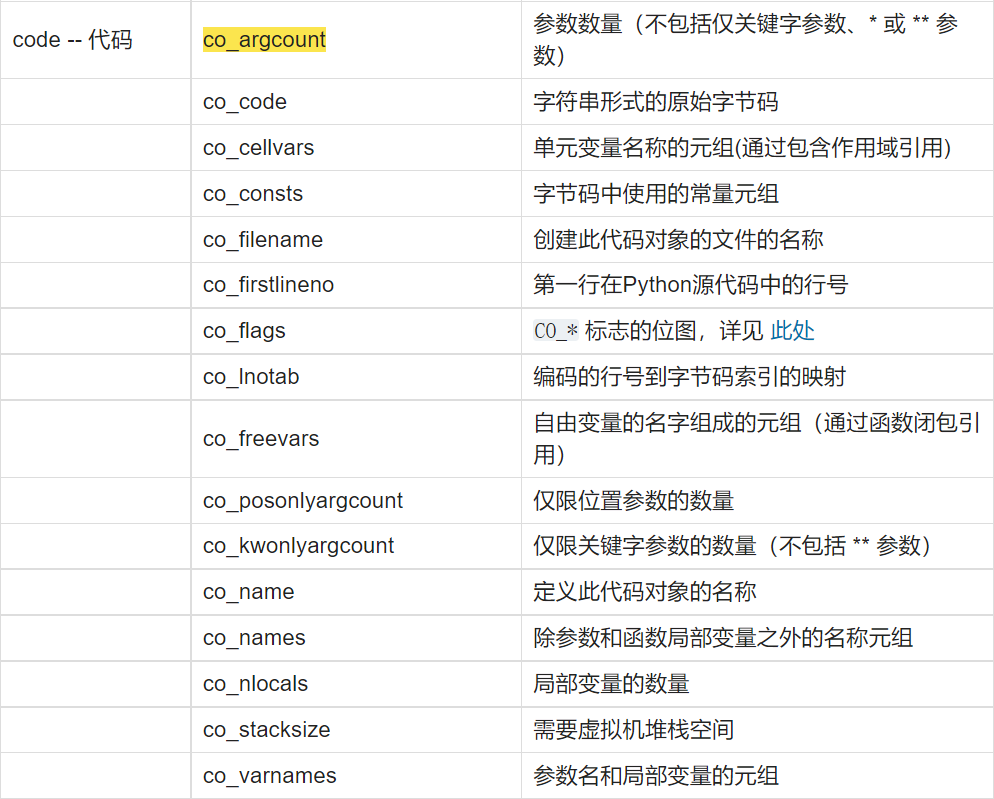 code -- 代码 co_argcount 参数数量（不包括仅关键字参数、* 或 ** 参
数）
co_code 字符串形式的原始字节码
co_cellvars 单元变量名称的元组(通过包含作用域引用)
co_consts 字节码中使用的常量元组
co_filename 创建此代码对象的文件的名称
co_firstlineno 第一行在Python源代码中的行号
co_flags CO_* 标志的位图，详见 此处
co_lnotab 编码的行号到字节码索引的映射
co_freevars 自由变量的名字组成的元组（通过函数闭包引
用）
co_posonlyargcount 仅限位置参数的数量
co_kwonlyargcount 仅限关键字参数的数量（不包括 ** 参数）
co_name 定义此代码对象的名称
co_names 除参数和函数局部变量之外的名称元组
co_nlocals 局部变量的数量
co_stacksize 需要虚拟机堆栈空间
co_varnames 参数名和局部变量的元组